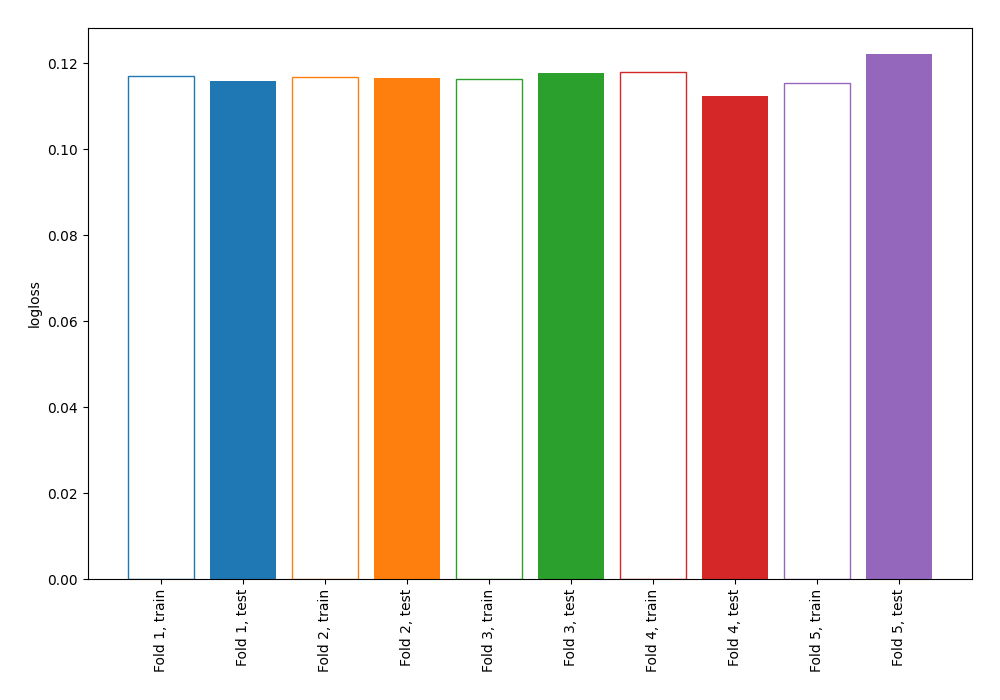 0.12
0.10
0.08
0.06
0.04
0.02
0.00
logloss
Fold 1, train
Fold 1, test
Fold 2, train
Fold 2, test
Fold 3, train
Fold 3, test
Fold 4, train
Fold 4, test
Fold 5, train
Fold 5, test